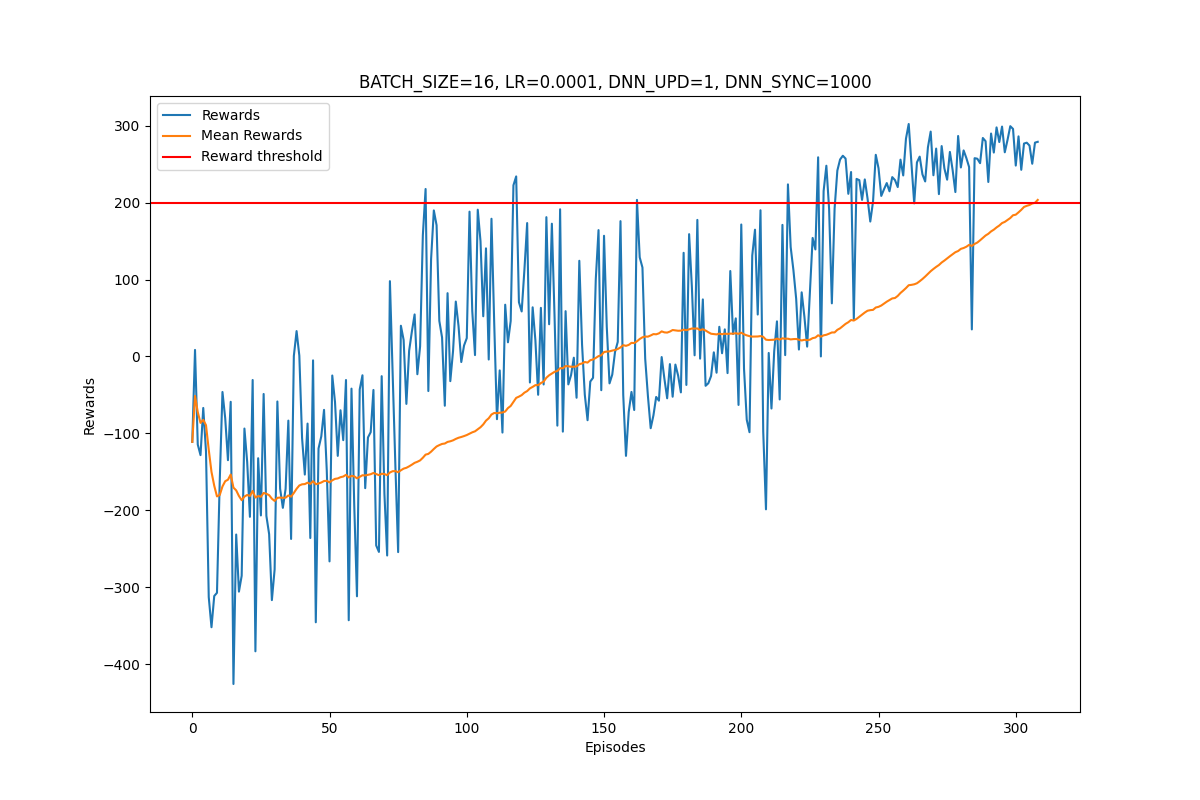 BATCH_SIZE=16, LR=0.0001, DNN_UPD=1, DNN_SYNC=1000
Rewards
Mean Rewards
Reward threshold
300
200
100
0
−100
−200
−300
−400
Rewards
0 50 100 150 200 250 300
Episodes